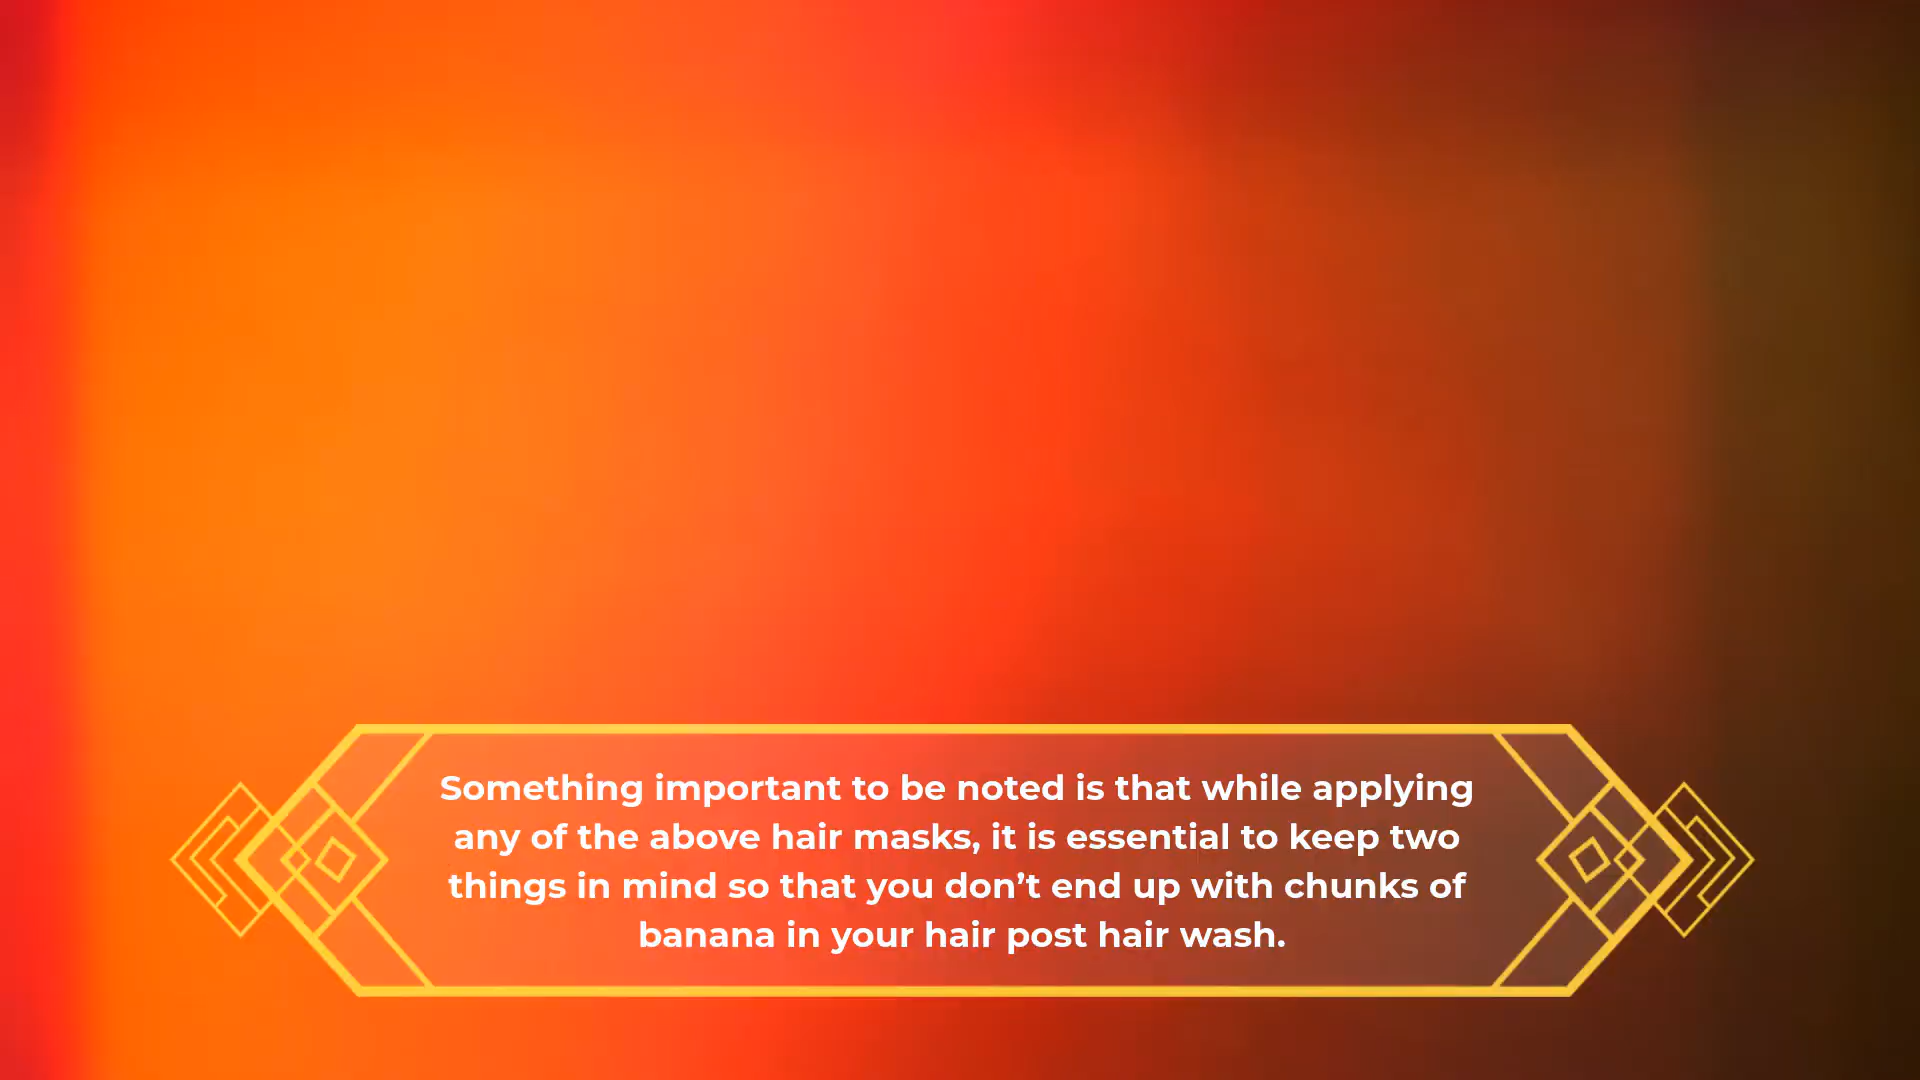 Something important to be noted is that while applying
any of the above hair masks, it is essential to keep two
things in mind so that you don’t end up with chunks of
banana in your hair post hair wash.